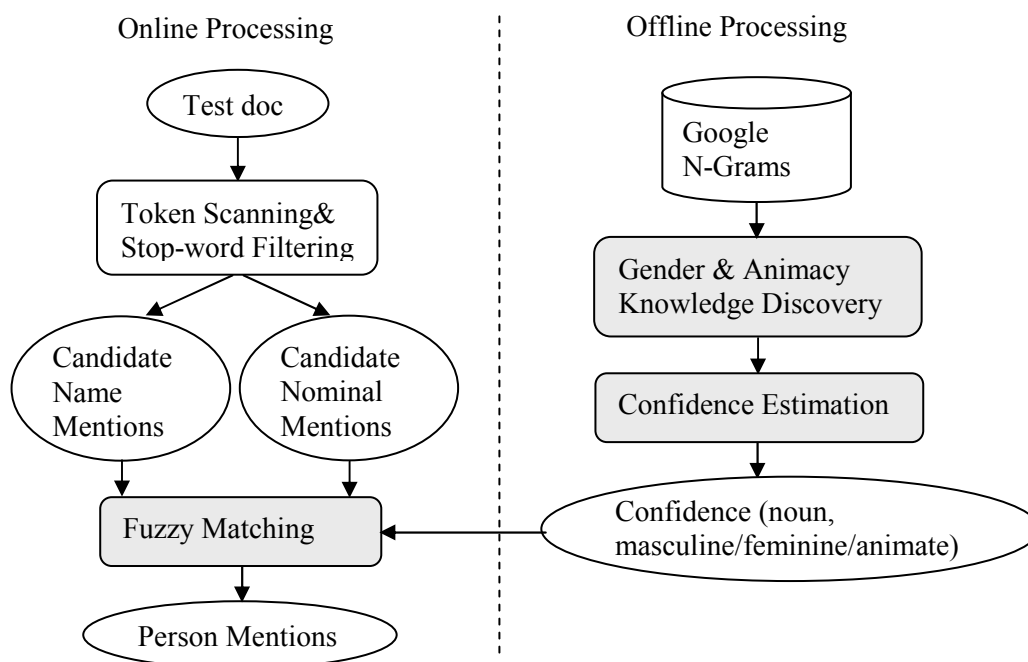 Online Processing
Offline Processing
Test doc
Google
N-Grams
Token Scanning&
Stop-word Filtering
Gender & Animacy
Knowledge Discovery
Candidate
Name
Mentions
Candidate
Nominal
Mentions
Confidence Estimation
Fuzzy Matching
Confidence (noun,
masculine/feminine/animate)
Person Mentions